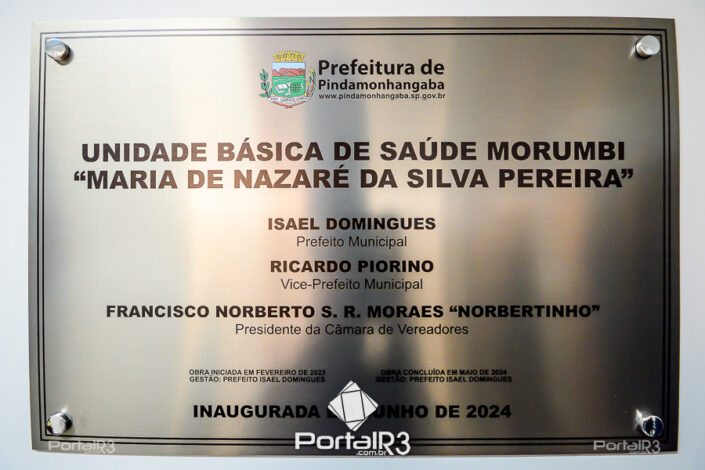 Prefeitura de
Pindamonhangaba
www.pindamonhangaba.sp.gov.br
UNIDADE BÁSICA DE SAÚDE MORUMBI
“MARIA DE NAZARÉ DA SILVA PEREIRA”
ISAEL DOMINGUES
Prefeito Municipal
RICARDO PIORINO
Vice-Prefeito Municipal
FRANCISCO NORBERTO S. R. MORAES “NORBERTINHO”
Presidente da Câmara de Vereadores
OBRA INICIADA EM FEVEREIRO DE 2023
GESTÃO: PREFEITO ISAEL DOMINGUES
OBRA CONCLUÍDA EM MAIO DE 2024
GESTÃO: PREFEITO ISAEL DOMINGUES
INAUGURADA DE 2024
PortalR3
PortalR3
.com.br
PortalR3